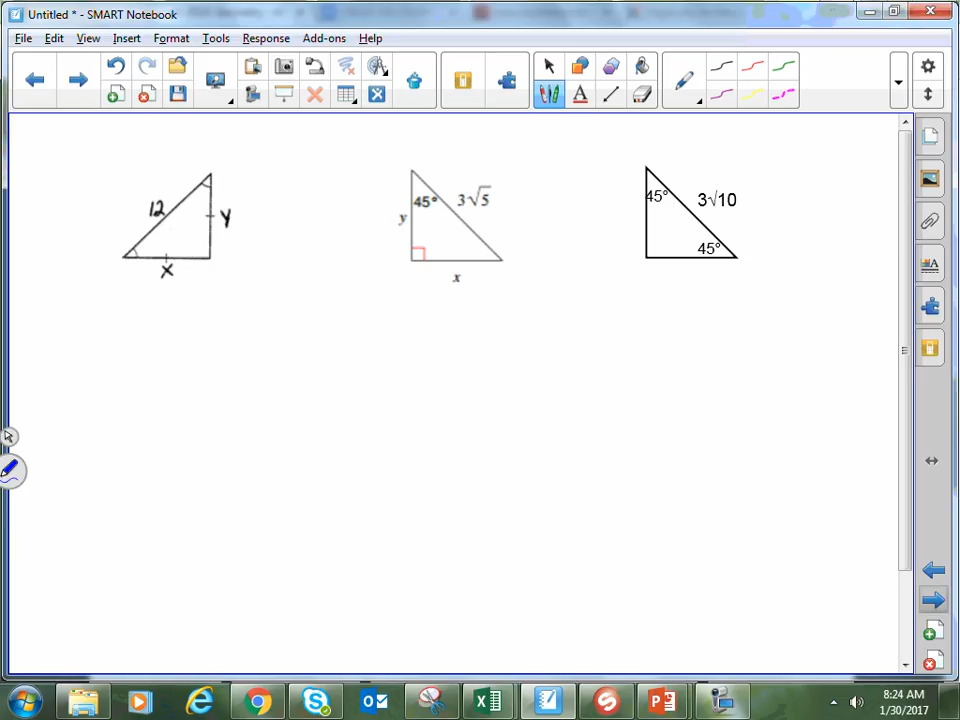 Untitled * - SMART Notebook
File Edit View Insert Format Tools Response Add-ons Help
12
Y
X
45°
3√5
y
x
45°
3√10
45°
8:24 AM
1/30/2017